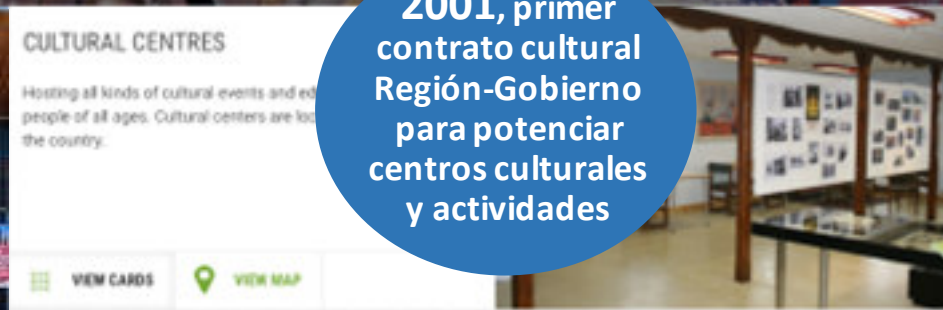 CULTURAL CENTRES
Hosting all kinds of cultural events and ed
people of all ages. Cultural centers are loc
the country.
VIEW CARDS
VIEW MAP
2001, primer
contrato cultural
Región-Gobierno
para potenciar
centros culturales
y actividades